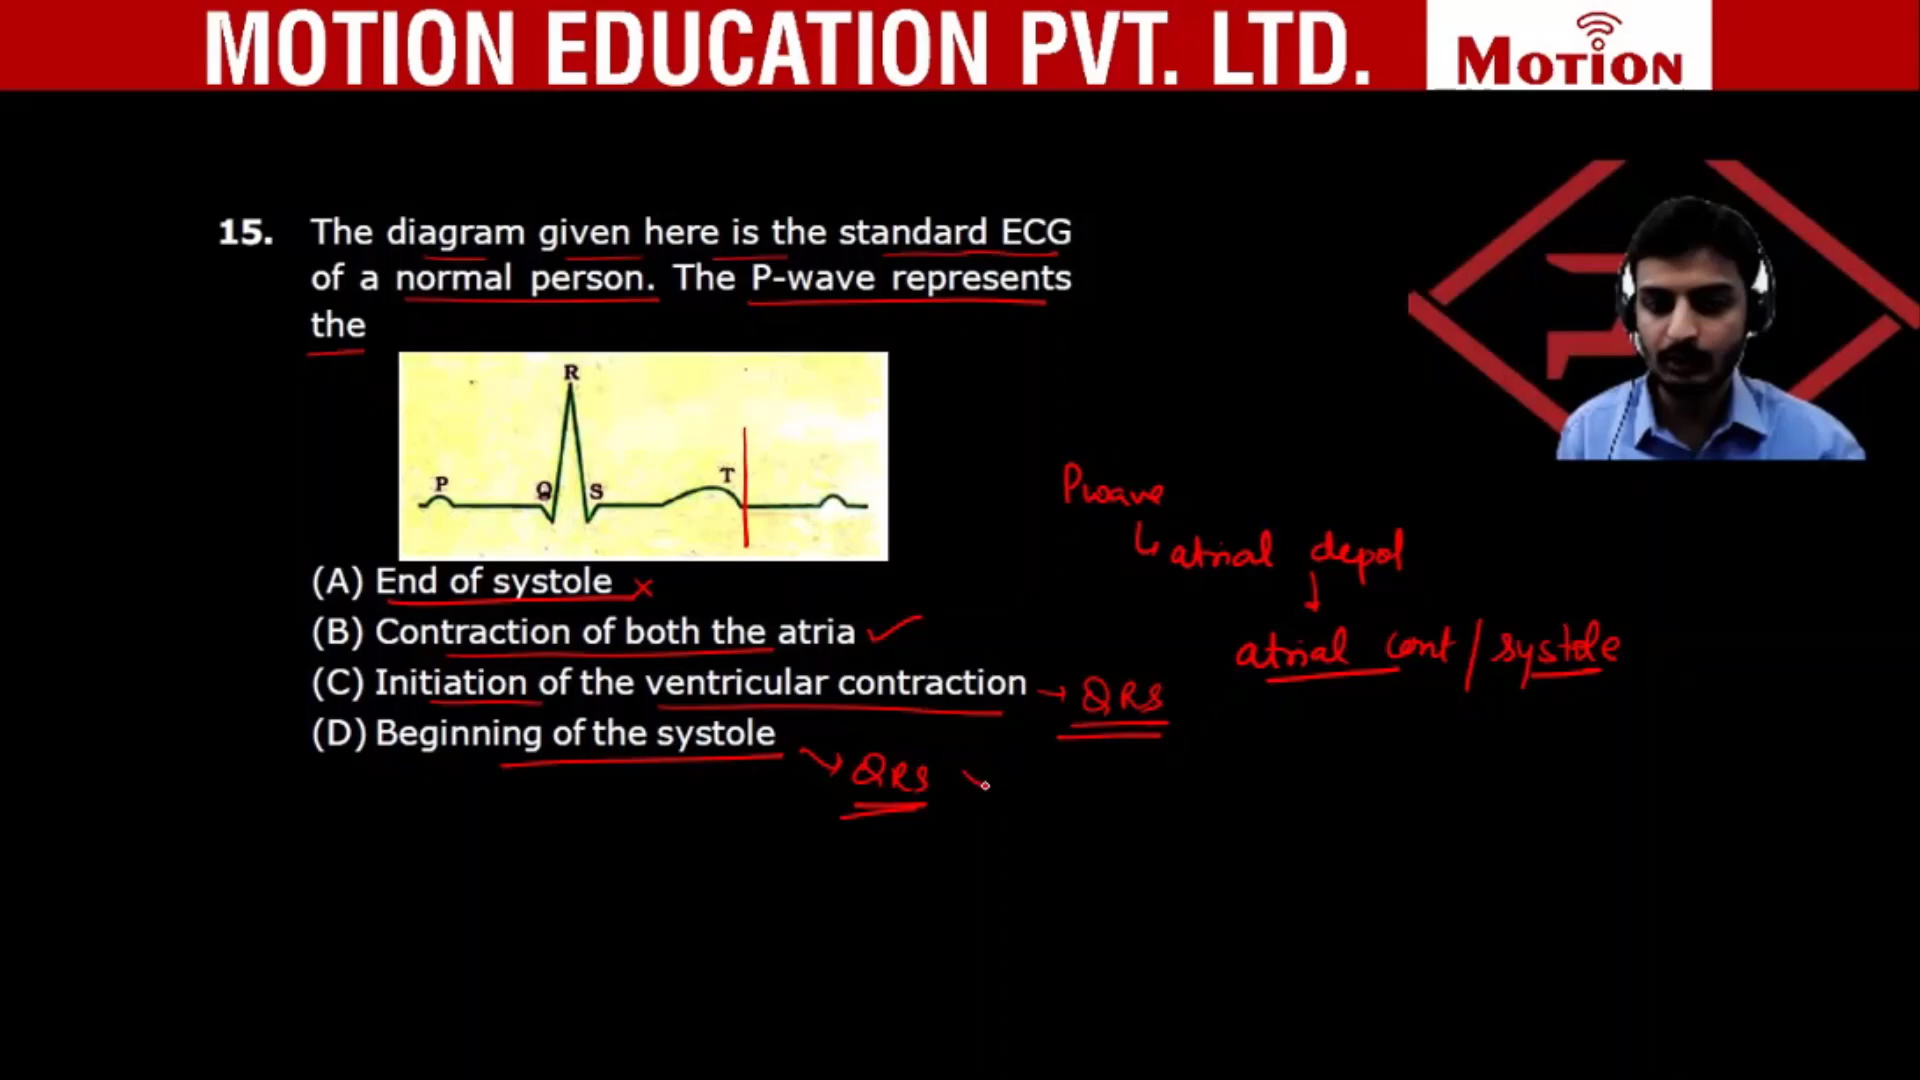 MOTION EDUCATION PVT. LTD.
MOTION
15. The diagram given here is the standard ECG
of a normal person. The P-wave represents
the
R
P
Q
S
T
(A) End of systole x
(B) Contraction of both the atria ✓
(C) Initiation of the ventricular contraction → QRS
(D) Beginning of the systole
→ QRS
Pwave
↳ atrial depol
↓
atrial cont / systole